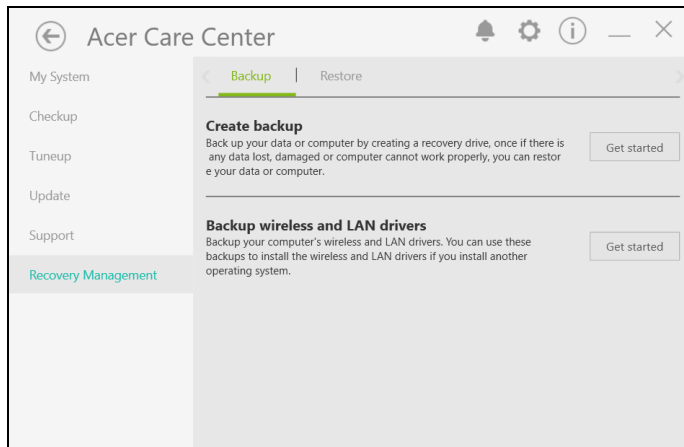 Acer Care Center
My System
Checkup
Tuneup
Update
Support
Recovery Management
Backup
Restore
Create backup
Back up your data or computer by creating a recovery drive, once if there is
any data lost, damaged or computer cannot work properly, you can restor
e your data or computer.
Get started
Backup wireless and LAN drivers
Backup your computer's wireless and LAN drivers. You can use these
backups to install the wireless and LAN drivers if you install another
operating system.
Get started